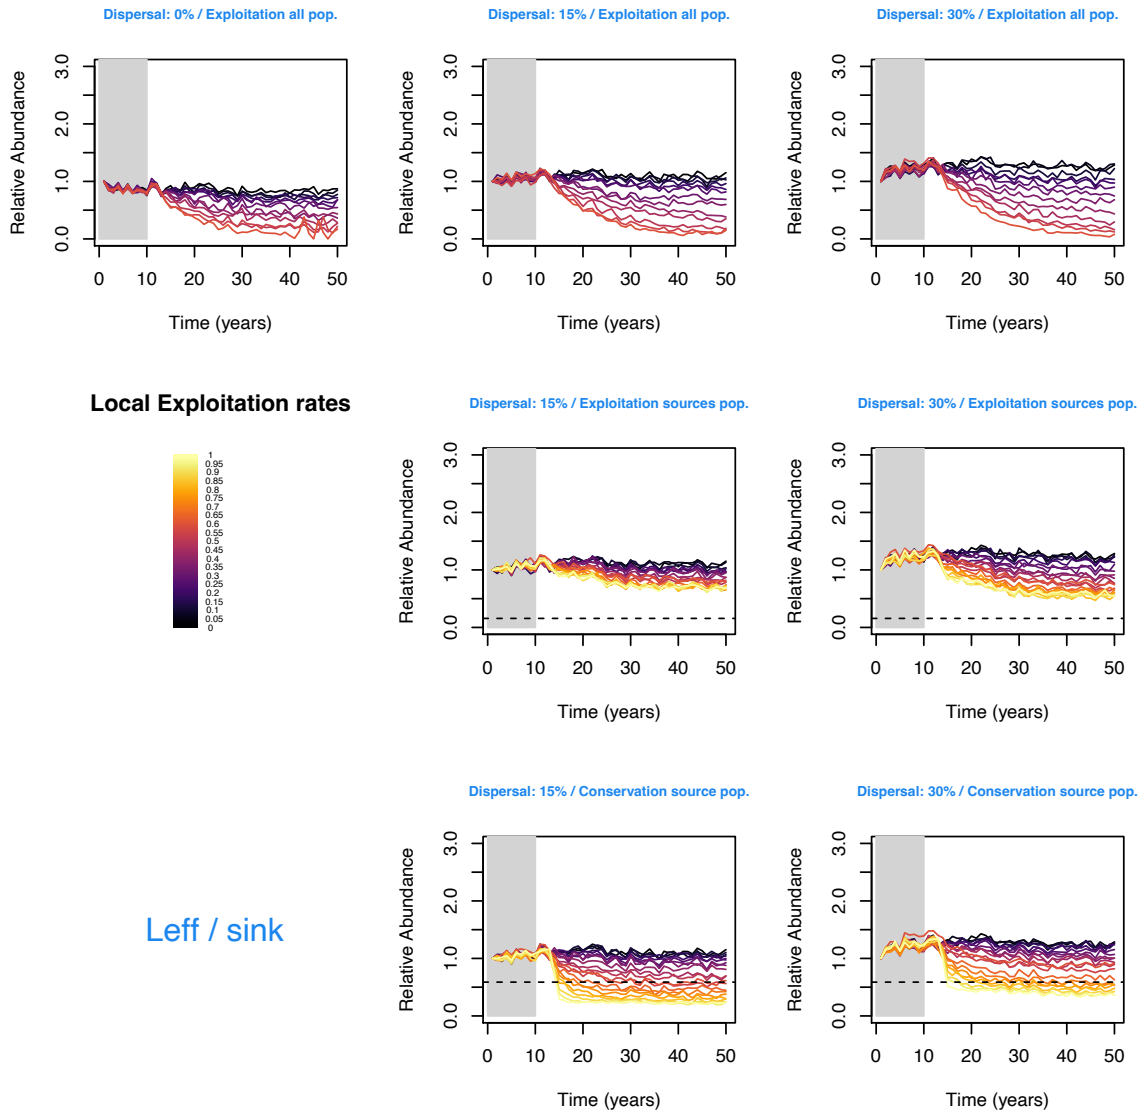 Dispersal: 0% / Exploitation all pop.
Relative Abundance
3.0
2.0
1.0
0.0
0 10 20 30 40 50
Time (years)
Dispersal: 15% / Exploitation all pop.
Relative Abundance
3.0
2.0
1.0
0.0
0 10 20 30 40 50
Time (years)
Dispersal: 30% / Exploitation all pop.
Relative Abundance
3.0
2.0
1.0
0.0
0 10 20 30 40 50
Time (years)
Local Exploitation rates
1
0.95
0.9
0.85
0.8
0.75
0.7
0.65
0.6
0.55
0.5
0.45
0.4
0.35
0.3
0.25
0.2
0.15
0.1
0.05
0
Dispersal: 15% / Exploitation sources pop.
Relative Abundance
3.0
2.0
1.0
0.0
0 10 20 30 40 50
Time (years)
Dispersal: 30% / Exploitation sources pop.
Relative Abundance
3.0
2.0
1.0
0.0
0 10 20 30 40 50
Time (years)
Leff / sink
Dispersal: 15% / Conservation source pop.
Relative Abundance
3.0
2.0
1.0
0.0
0 10 20 30 40 50
Time (years)
Dispersal: 30% / Conservation source pop.
Relative Abundance
3.0
2.0
1.0
0.0
0 10 20 30 40 50
Time (years)